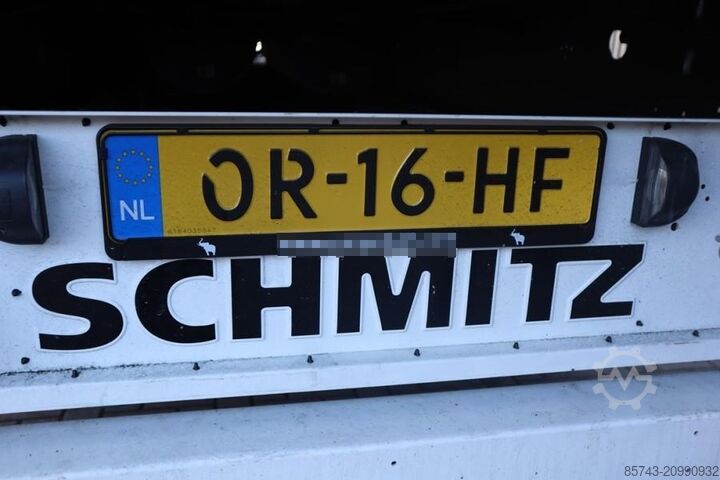 NL
OR-16-HF
SCHMITZ
85743-20990932